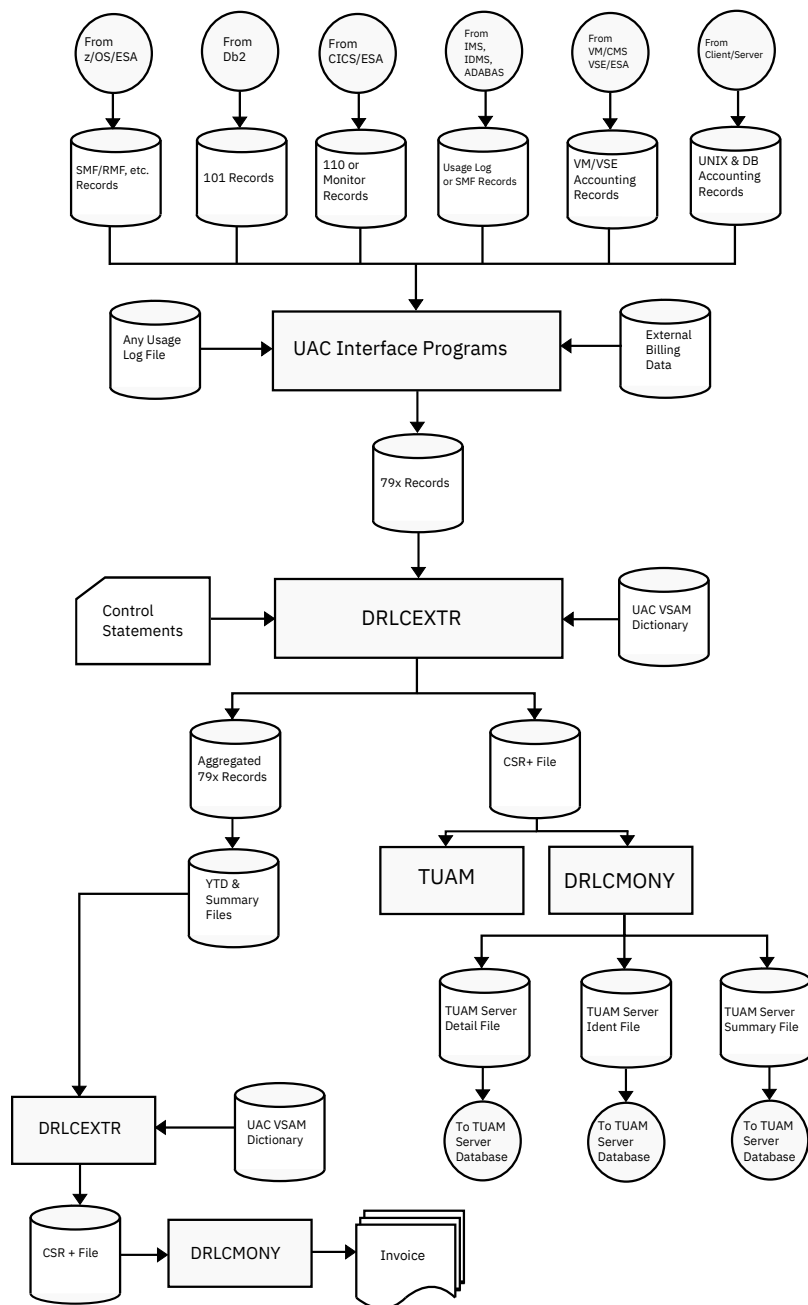 From
z/OS/ESA
From
Db2
From
CICS/ESA
From
IMS,
IDMS,
ADABAS
From
VM/CMS
VSE/ESA
From
Client/Server
SMF/RMF, etc.
Records
101 Records
110 or
Monitor
Records
Usage Log
or SMF Records
VM/VSE
Accounting
Records
UNIX & DB
Accounting
Records
Any Usage
Log File
UAC Interface Programs
External
Billing
Data
79x Records
Control
Statements
DRLCEXTR
UAC VSAM
Dictionary
Aggregated
79x Records
CSR+ File
YTD &
Summary
Files
TUAM
DRLCMONY
TUAM Server
Detail File
TUAM Server
Ident File
TUAM Server
Summary File
To TUAM
Server
Database
To TUAM
Server
Database
To TUAM
Server
Database
DRLCEXTR
UAC VSAM
Dictionary
CSR + File
DRLCMONY
Invoice